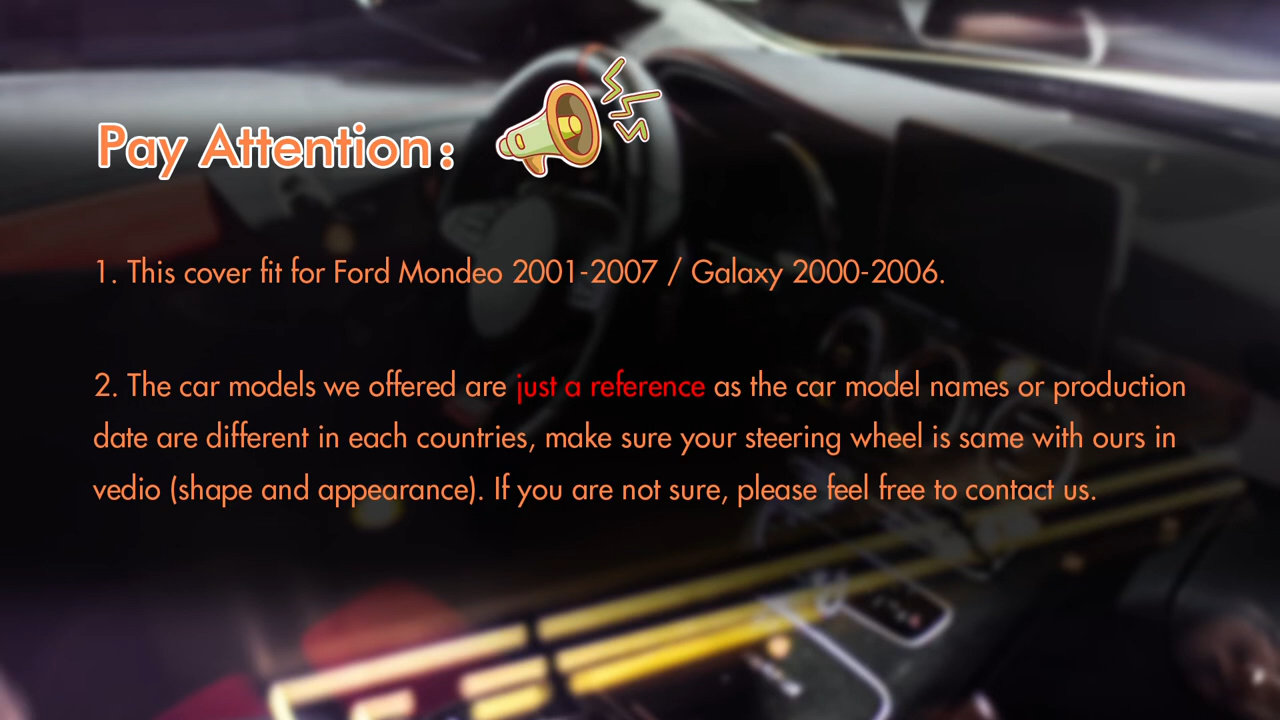 Pay Attention：
1. This cover fit for Ford Mondeo 2001-2007 / Galaxy 2000-2006.
2. The car models we offered are just a reference as the car model names or production
date are different in each countries, make sure your steering wheel is same with ours in
vedio (shape and appearance). If you are not sure, please feel free to contact us.